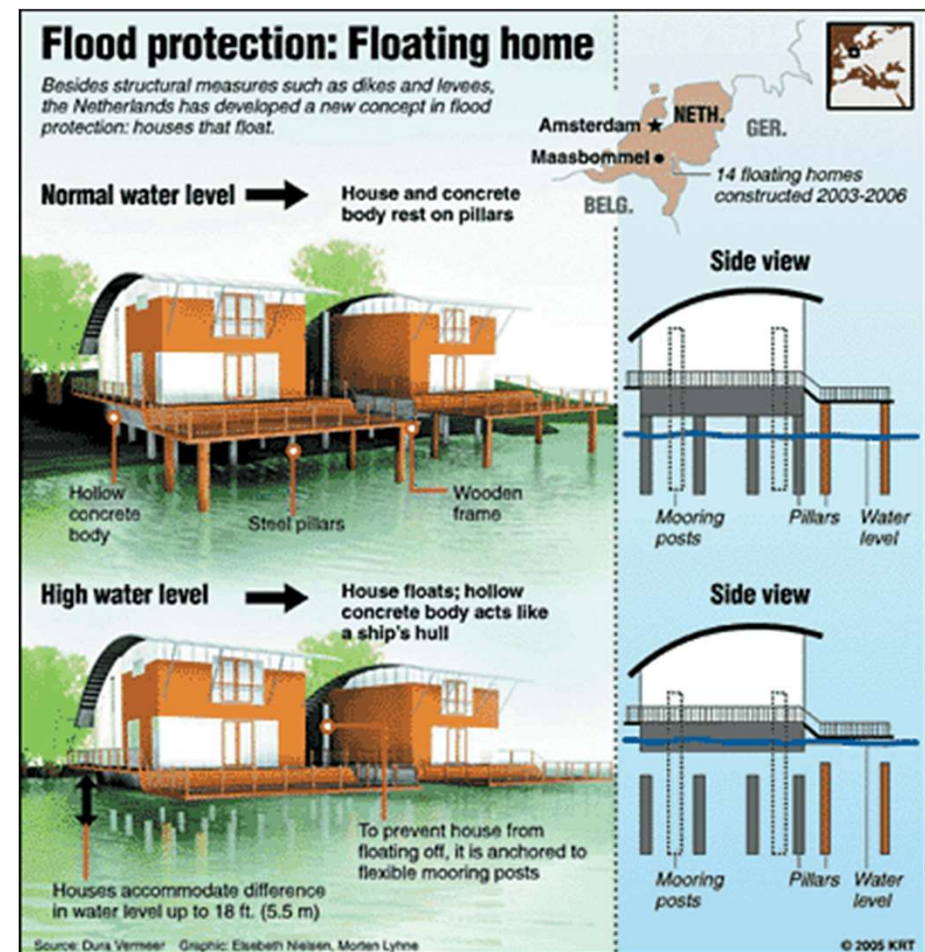 Flood protection: Floating home
Besides structural measures such as dikes and levees,
the Netherlands has developed a new concept in flood
protection: houses that float.
Amsterdam
NETH.
GER.
Maasbommel
14 floating homes
constructed 2003-2006
BELG.
Normal water level
House and concrete
body rest on pillars
Hollow
concrete
body
Steel pillars
Wooden
frame
Side view
Mooring
posts
Pillars
Water
level
High water level
House floats; hollow
concrete body acts like
a ship's hull
To prevent house from
floating off, it is anchored to
flexible mooring posts
Houses accommodate difference
in water level up to 18 ft. (5.5 m)
Side view
Mooring
posts
Pillars
Water
level
Source: Dura Vermeer Graphic: Elsebeth Nielsen, Morten Lyhne
© 2005 KRT